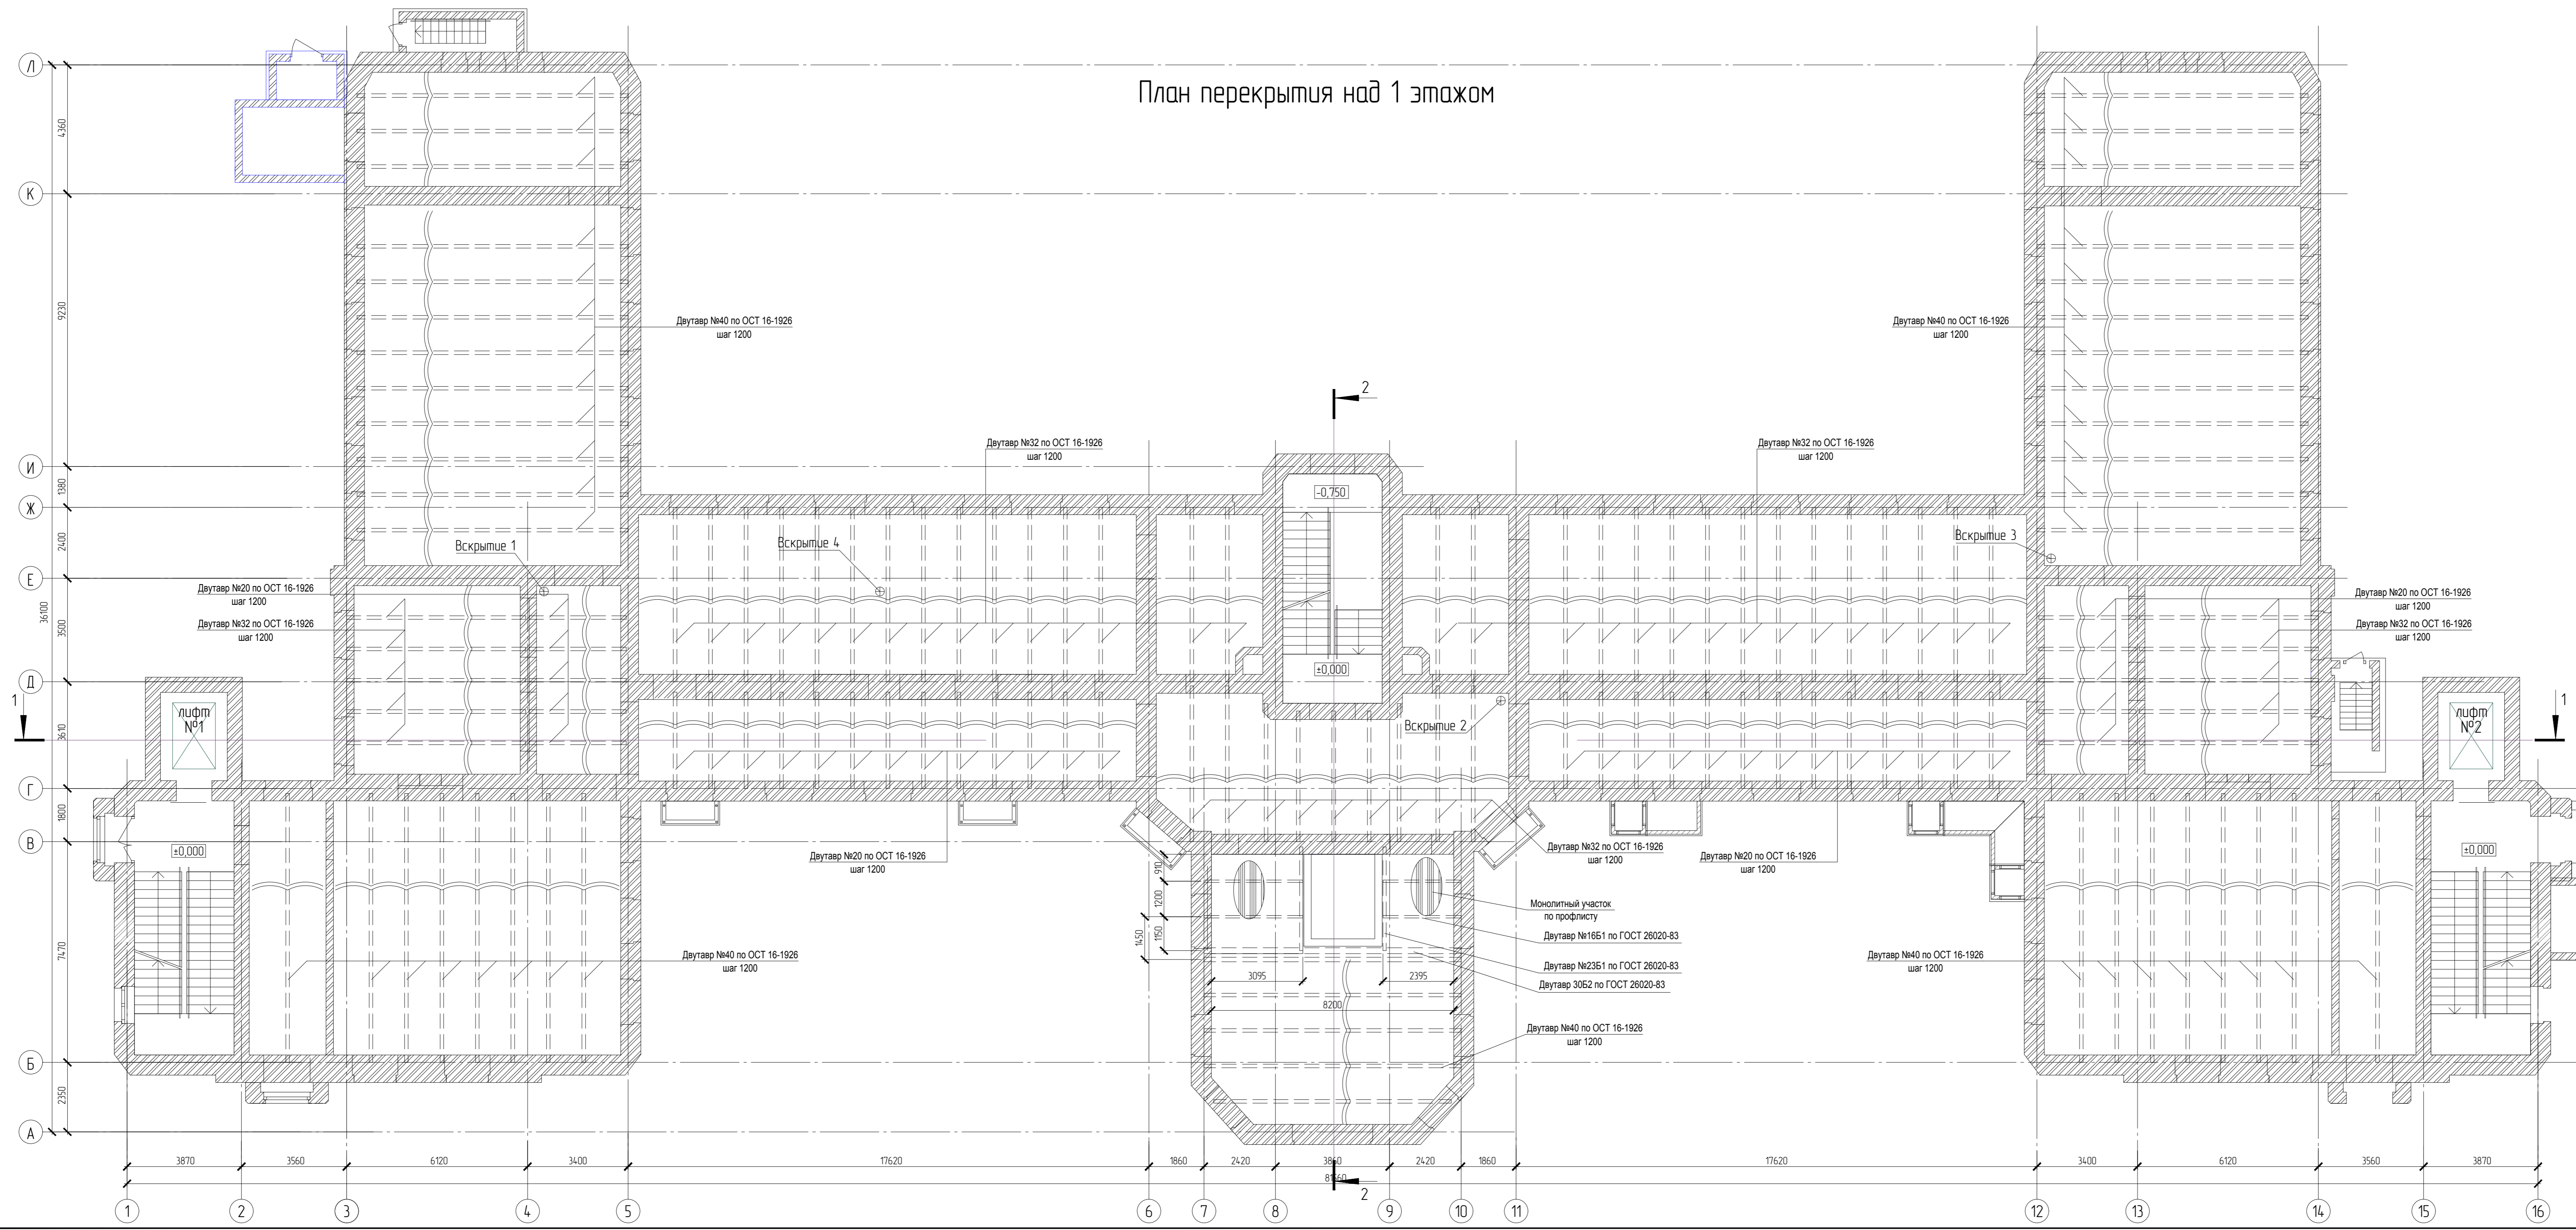 План перекрытия над 1 этажом
Л
К
И
Ж
Е
Д
Г
В
Б
А
4360
9230
1380
2400
3500
3610
1800
7470
2350
36100
Двутавр №40 по ОСТ 16-1926
шаг 1200
Двутавр №40 по ОСТ 16-1926
шаг 1200
2
Двутавр №32 по ОСТ 16-1926
шаг 1200
Двутавр №32 по ОСТ 16-1926
шаг 1200
-0,750
Вскрытие 1
Вскрытие 4
Вскрытие 3
Двутавр №20 по ОСТ 16-1926
шаг 1200
Двутавр №32 по ОСТ 16-1926
шаг 1200
Двутавр №20 по ОСТ 16-1926
шаг 1200
Двутавр №32 по ОСТ 16-1926
шаг 1200
±0,000
1
лифт
№1
Вскрытие 2
лифт
№2
1
±0,000
±0,000
Двутавр №20 по ОСТ 16-1926
шаг 1200
Двутавр №32 по ОСТ 16-1926
шаг 1200
Двутавр №20 по ОСТ 16-1926
шаг 1200
910
1200
1150
1450
Монолитный участок
по профлисту
Двутавр №16Б1 по ГОСТ 26020-83
Двутавр №23Б1 по ГОСТ 26020-83
Двутавр 30Б2 по ГОСТ 26020-83
3095
2395
8200
Двутавр №40 по ОСТ 16-1926
шаг 1200
Двутавр №40 по ОСТ 16-1926
шаг 1200
Двутавр №40 по ОСТ 16-1926
шаг 1200
3870
3560
6120
3400
17620
1860
2420
3860
2420
1860
17620
3400
6120
3560
3870
2
1
2
3
4
5
6
7
8
9
10
11
12
13
14
15
16